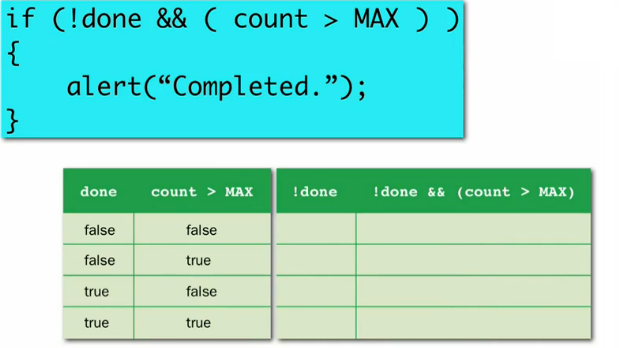 if (!done && ( count > MAX ) )
{
alert(“Completed.”);
}
done count > MAX !done !done && (count > MAX)
false false
false true
true false
true true